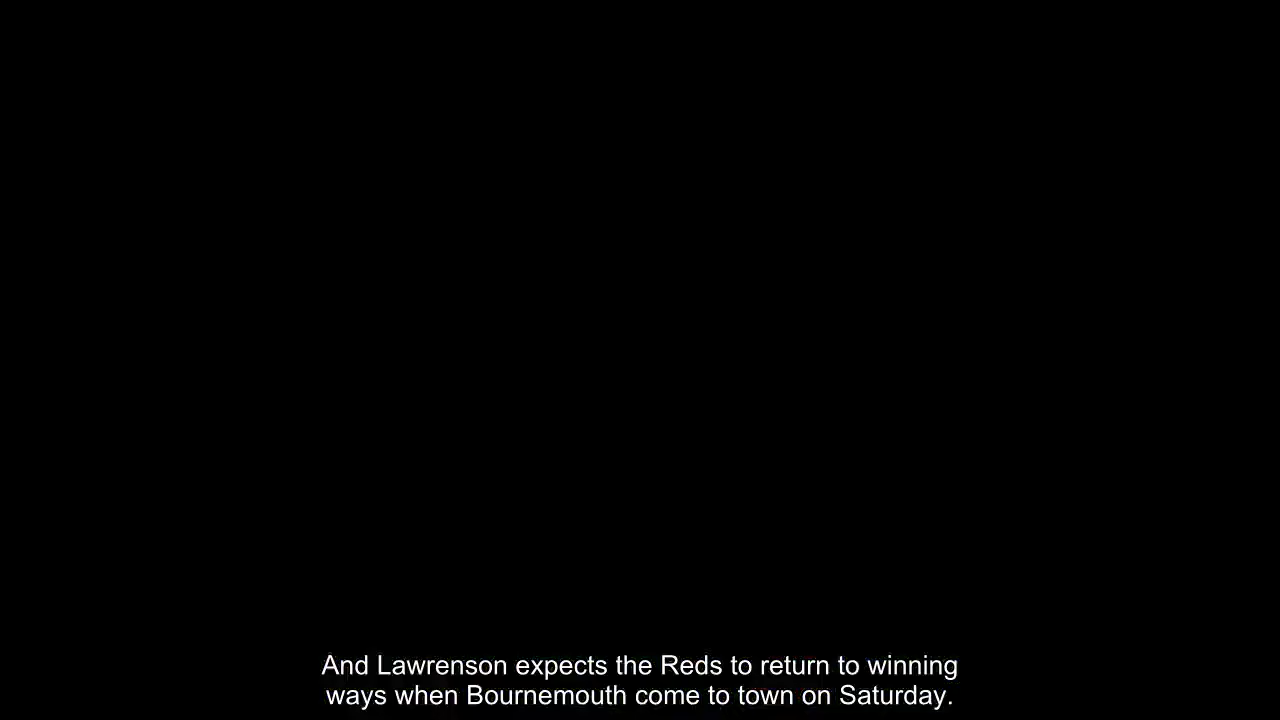 And Lawrenson expects the Reds to return to winning
ways when Bournemouth come to town on Saturday.